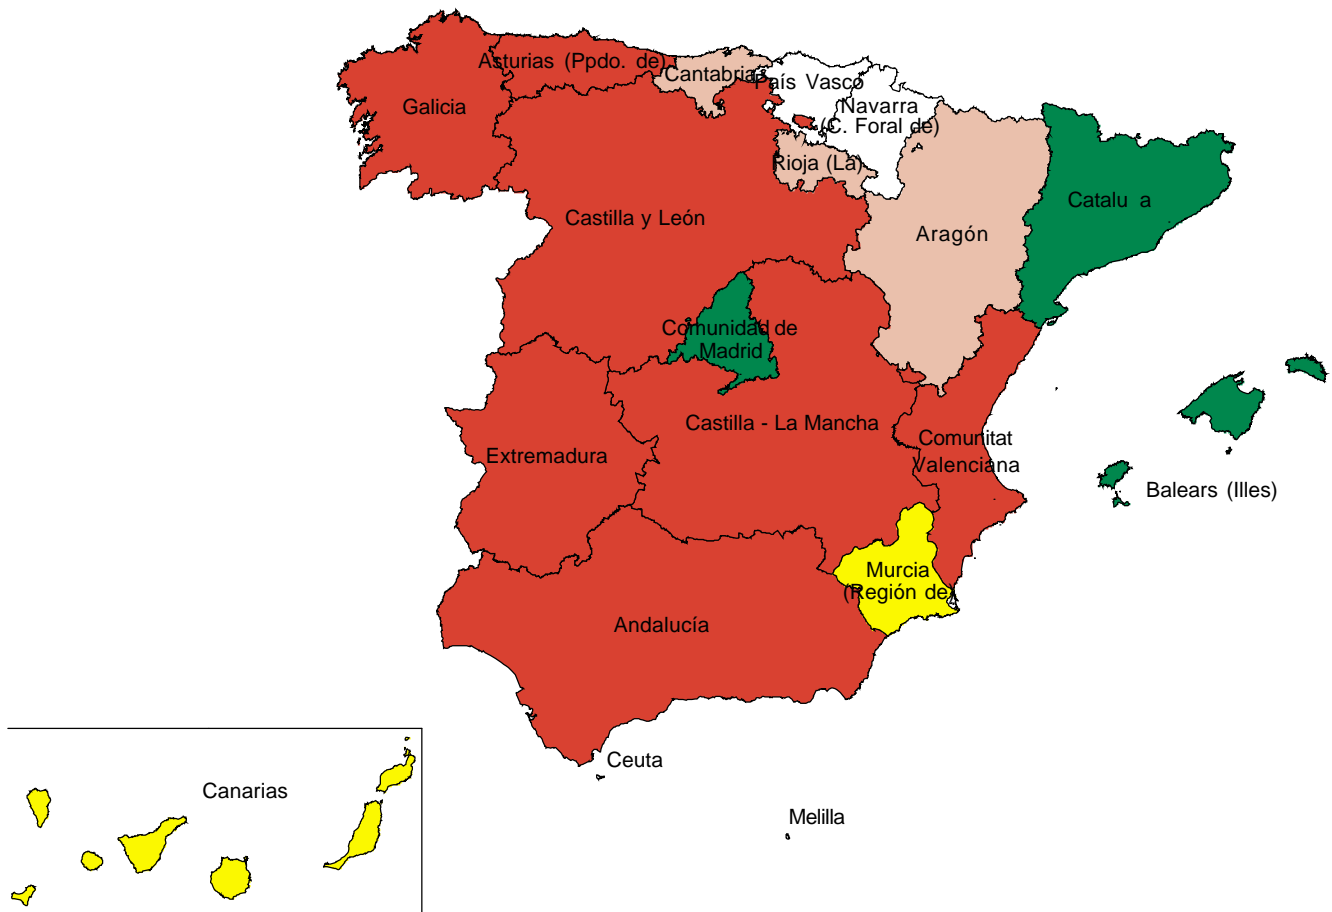 Asturias (Ppdo. de)
Cantabria
País Vasco
Galicia
Navarra
(C. Foral de)
Rioja (La)
Castilla y León
Catalu a
Aragón
Comunidad de
Madrid
Castilla - La Mancha
Comunitat
Valenciana
Extremadura
Balears (Illes)
Murcia
(Región de)
Andalucía
Ceuta
Canarias
Melilla